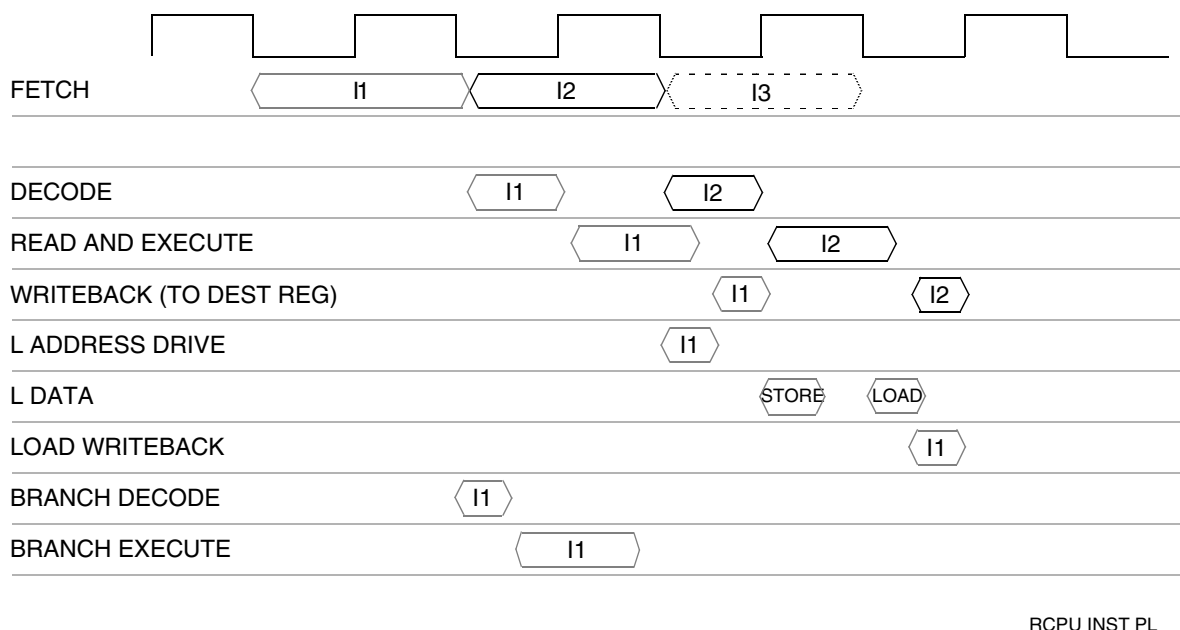 FETCH I1 I2 I3
DECODE I1 I2
READ AND EXECUTE I1 I2
WRITEBACK (TO DEST REG) I1 I2
L ADDRESS DRIVE I1
L DATA STORE LOAD
LOAD WRITEBACK I1
BRANCH DECODE I1
BRANCH EXECUTE I1
RCPU INST PL